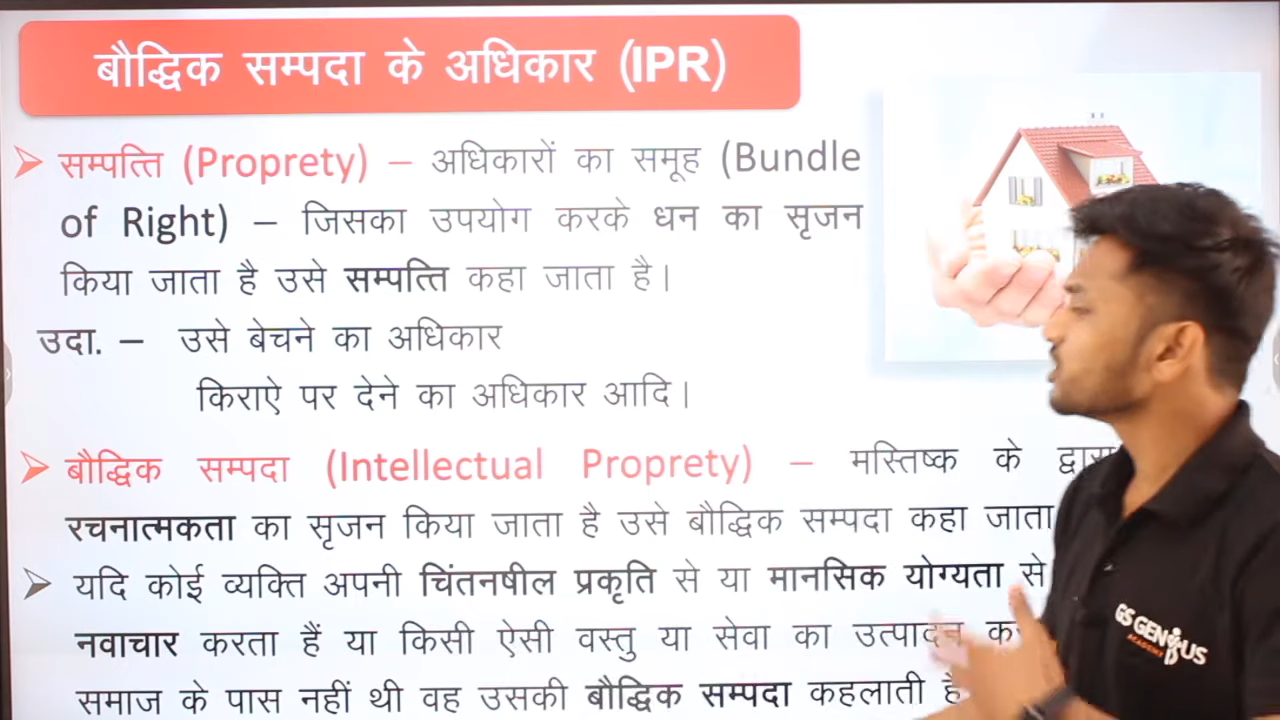 बौद्धिक सम्पदा के अधिकार (IPR)
सम्पत्ति (Proprety) – अधिकारों का समूह (Bundle
of Right) – जिसका उपयोग करके धन का सृजन
किया जाता है उसे सम्पत्ति कहा जाता है।
उदा. – उसे बेचने का अधिकार
किराऐ पर देने का अधिकार आदि।
बौद्धिक सम्पदा (Intellectual Proprety) – मस्तिष्क के द्वारा
रचनात्मकता का सृजन किया जाता है उसे बौद्धिक सम्पदा कहा जाता
यदि कोई व्यक्ति अपनी चिंतनषील प्रकृति से या मानसिक योग्यता से
नवाचार करता हैं या किसी ऐसी वस्तु या सेवा का उत्पादन
समाज के पास नहीं थी वह उसकी बौद्धिक सम्पदा कहलाती है
GS GENIUS
ACADEMY